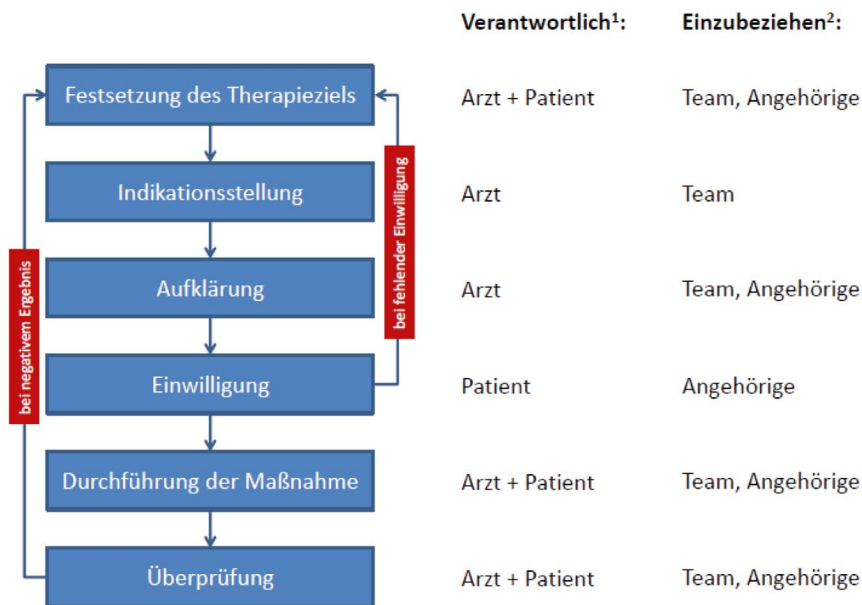 Verantwortlich¹: Einzubeziehen²:
Festsetzung des Therapieziels Arzt + Patient Team, Angehörige
Indikationsstellung Arzt Team
Aufklärung Arzt Team, Angehörige
Einwilligung Patient Angehörige
Durchführung der Maßnahme Arzt + Patient Team, Angehörige
Überprüfung Arzt + Patient Team, Angehörige
bei negativem Ergebnis
bei fehlender Einwilligung